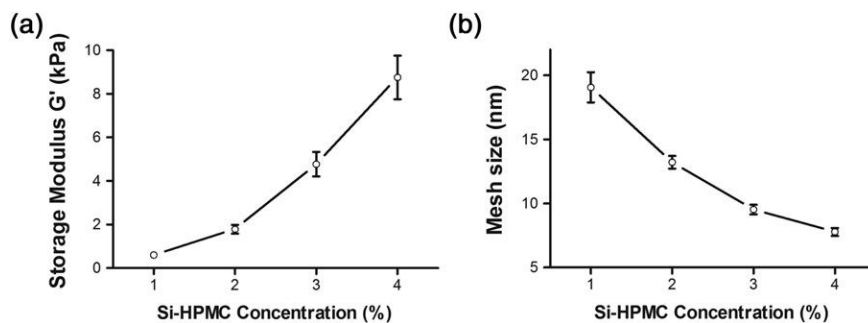 (a)
Storage Modulus G' (kPa)
10
8
6
4
2
0
1 2 3 4
Si-HPMC Concentration (%)
(b)
Mesh size (nm)
20
15
10
5
1 2 3 4
Si-HPMC Concentration (%)